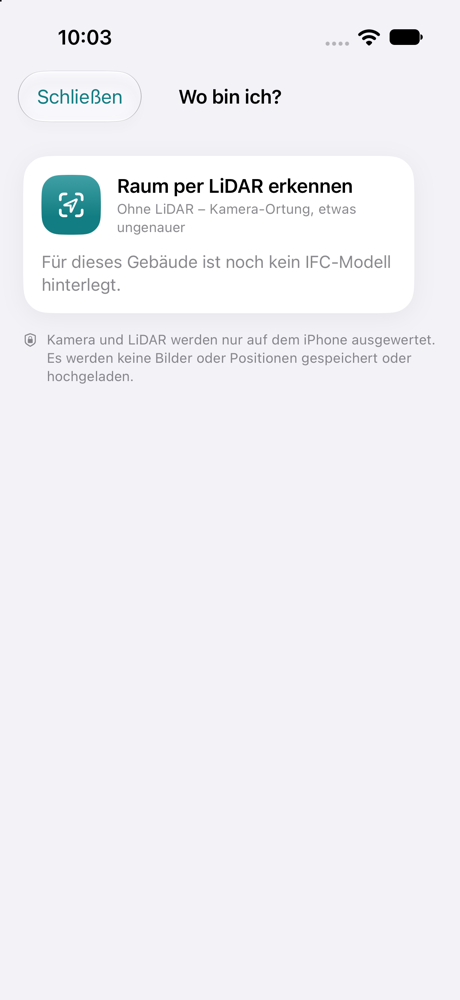 10:03
Schließen
Wo bin ich?
Raum per LiDAR erkennen
Ohne LiDAR – Kamera-Ortung, etwas
ungenauer
Für dieses Gebäude ist noch kein IFC-Modell
hinterlegt.
Kamera und LiDAR werden nur auf dem iPhone ausgewertet.
Es werden keine Bilder oder Positionen gespeichert oder
hochgeladen.